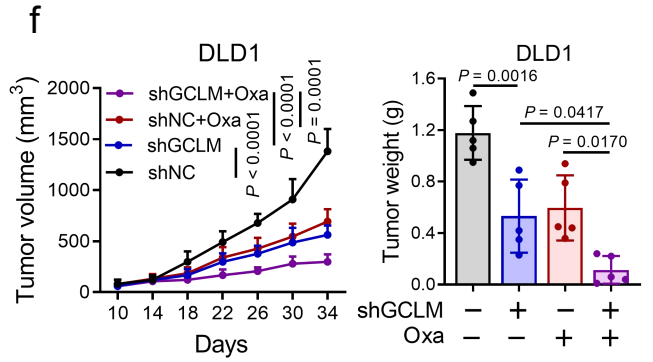 f
DLD1
Tumor volume (mm³)
2000
1500
1000
500
0
10 14 18 22 26 30 34
Days
shGCLM+Oxa
shNC+Oxa
shGCLM
shNC
P < 0.0001
P < 0.0001
P = 0.0001
DLD1
Tumor weight (g)
1.6
1.2
0.8
0.4
0.0
P = 0.0016
P = 0.0417
P = 0.0170
shGCLM − + − +
Oxa − − + +